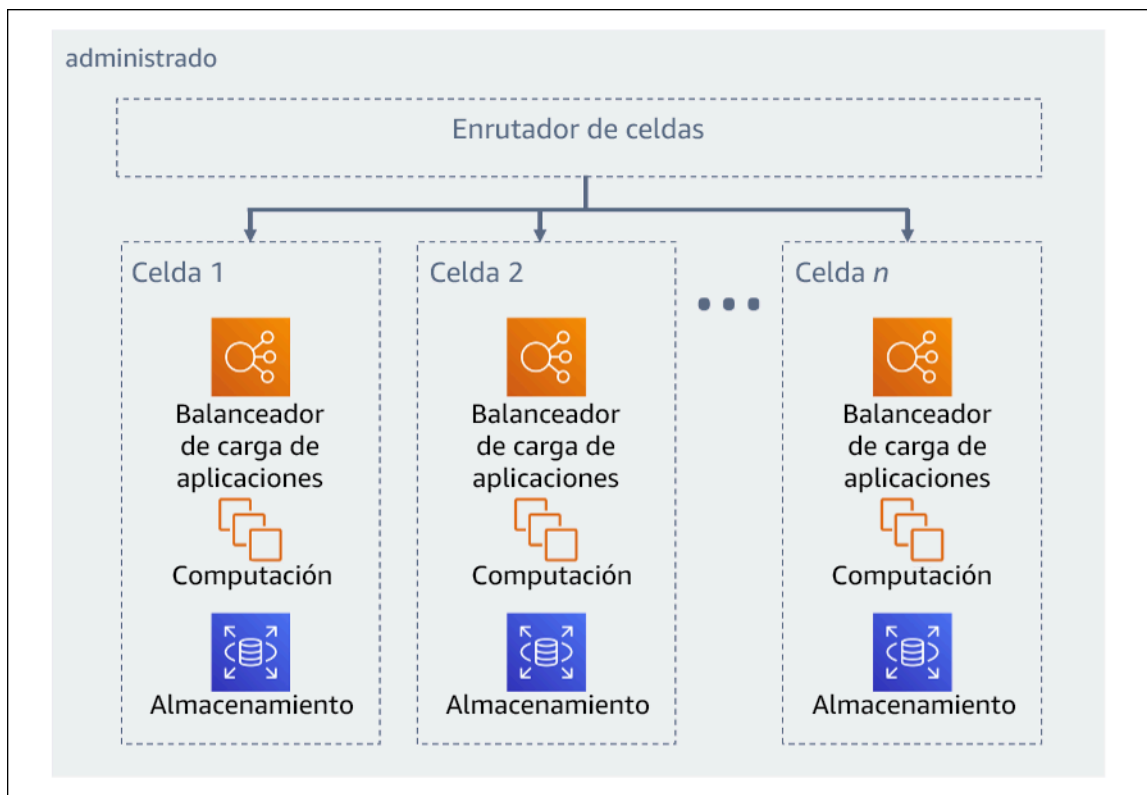 administrado
Enrutador de celdas
Celda 1
Balanceador
de carga de
aplicaciones
Computación
Almacenamiento
Celda 2
Balanceador
de carga de
aplicaciones
Computación
Almacenamiento
Celda n
Balanceador
de carga de
aplicaciones
Computación
Almacenamiento